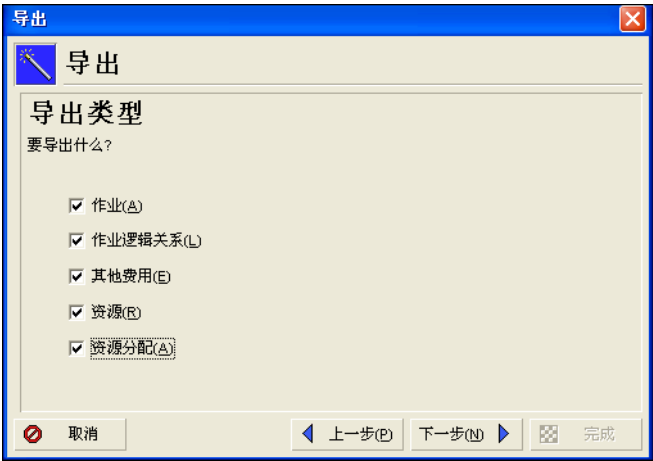 导出
导出
导出类型
要导出什么?
作业(A)
作业逻辑关系(L)
其他费用(E)
资源(R)
资源分配(A)
取消 上一步(P) 下一步(N) 完成